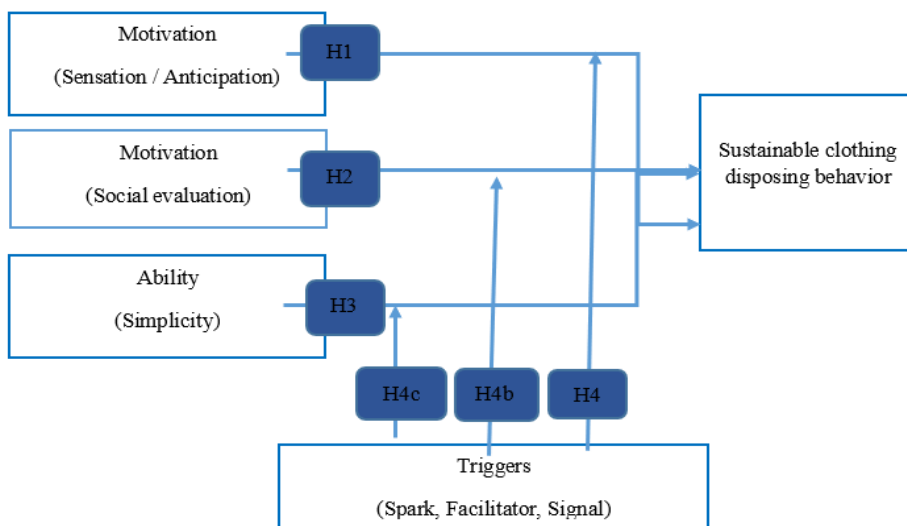 Motivation
(Sensation / Anticipation)
H1
Motivation
(Social evaluation)
H2
Sustainable clothing
disposing behavior
Ability
(Simplicity)
H3
H4c
H4b
H4
Triggers
(Spark, Facilitator, Signal)